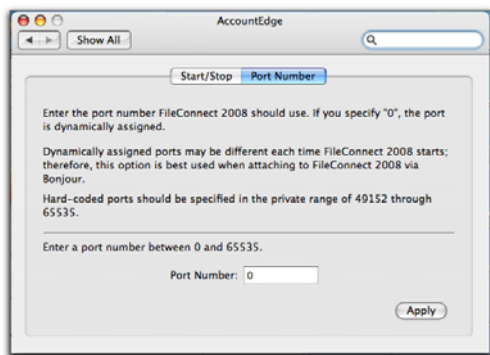 AccountEdge
Show All
Start/Stop Port Number
Enter the port number FileConnect 2008 should use. If you specify "0", the port
is dynamically assigned.
Dynamically assigned ports may be different each time FileConnect 2008 starts;
therefore, this option is best used when attaching to FileConnect 2008 via
Bonjour.
Hard-coded ports should be specified in the private range of 49152 through
65535.
Enter a port number between 0 and 65535.
Port Number: 0
Apply